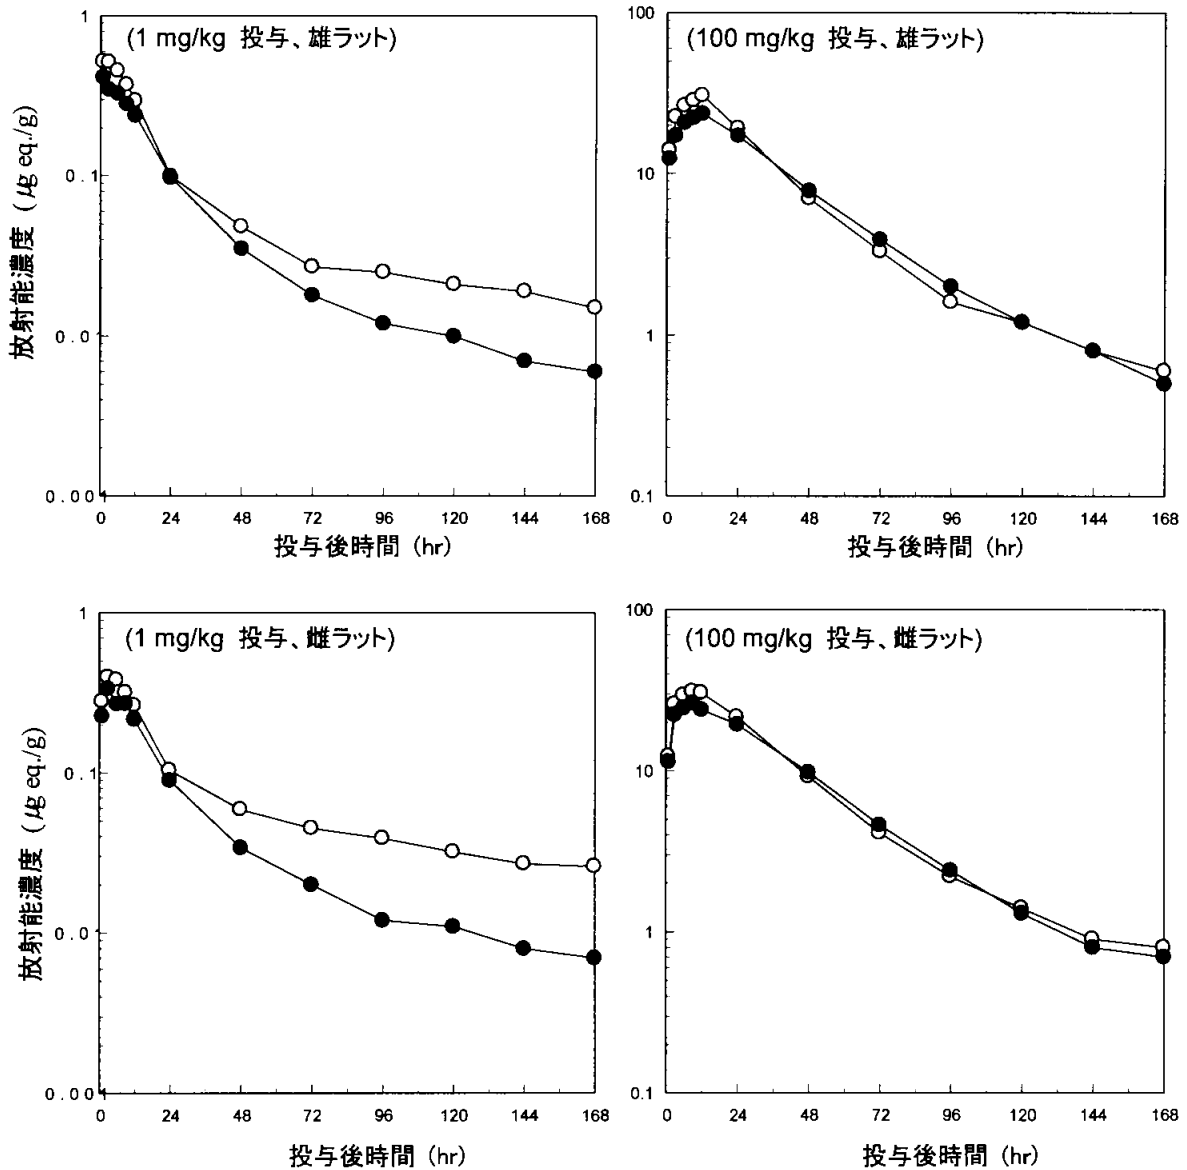 (1 mg/kg 投与、雄ラット)
1
0.1
0.01
0.001
放射能濃度 (μg eq./g)
0 24 48 72 96 120 144 168
投与後時間 (hr)
(100 mg/kg 投与、雄ラット)
100
10
1
0.1
0 24 48 72 96 120 144 168
投与後時間 (hr)
(1 mg/kg 投与、雌ラット)
1
0.1
0.01
0.001
放射能濃度 (μg eq./g)
0 24 48 72 96 120 144 168
投与後時間 (hr)
(100 mg/kg 投与、雌ラット)
100
10
1
0.1
0 24 48 72 96 120 144 168
投与後時間 (hr)